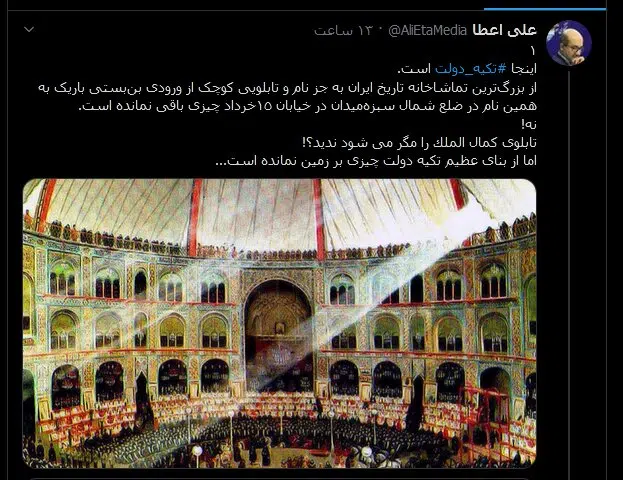 علی اعطا @AliEtaMedia · ۱۳ ساعت
۱
اینجا #تکیه_دولت است.
از بزرگ‌ترین تماشاخانه تاریخ ایران به جز نام و تابلویی کوچک از ورودی بن‌بستی باریک به
همین نام در ضلع شمال سبزه‌میدان در خیابان ۱۵خرداد چیزی باقی نمانده است.
نه!
تابلوی کمال الملك را مگر می شود ندید؟!
اما از بنای عظیم تکیه دولت چیزی بر زمین نمانده است...